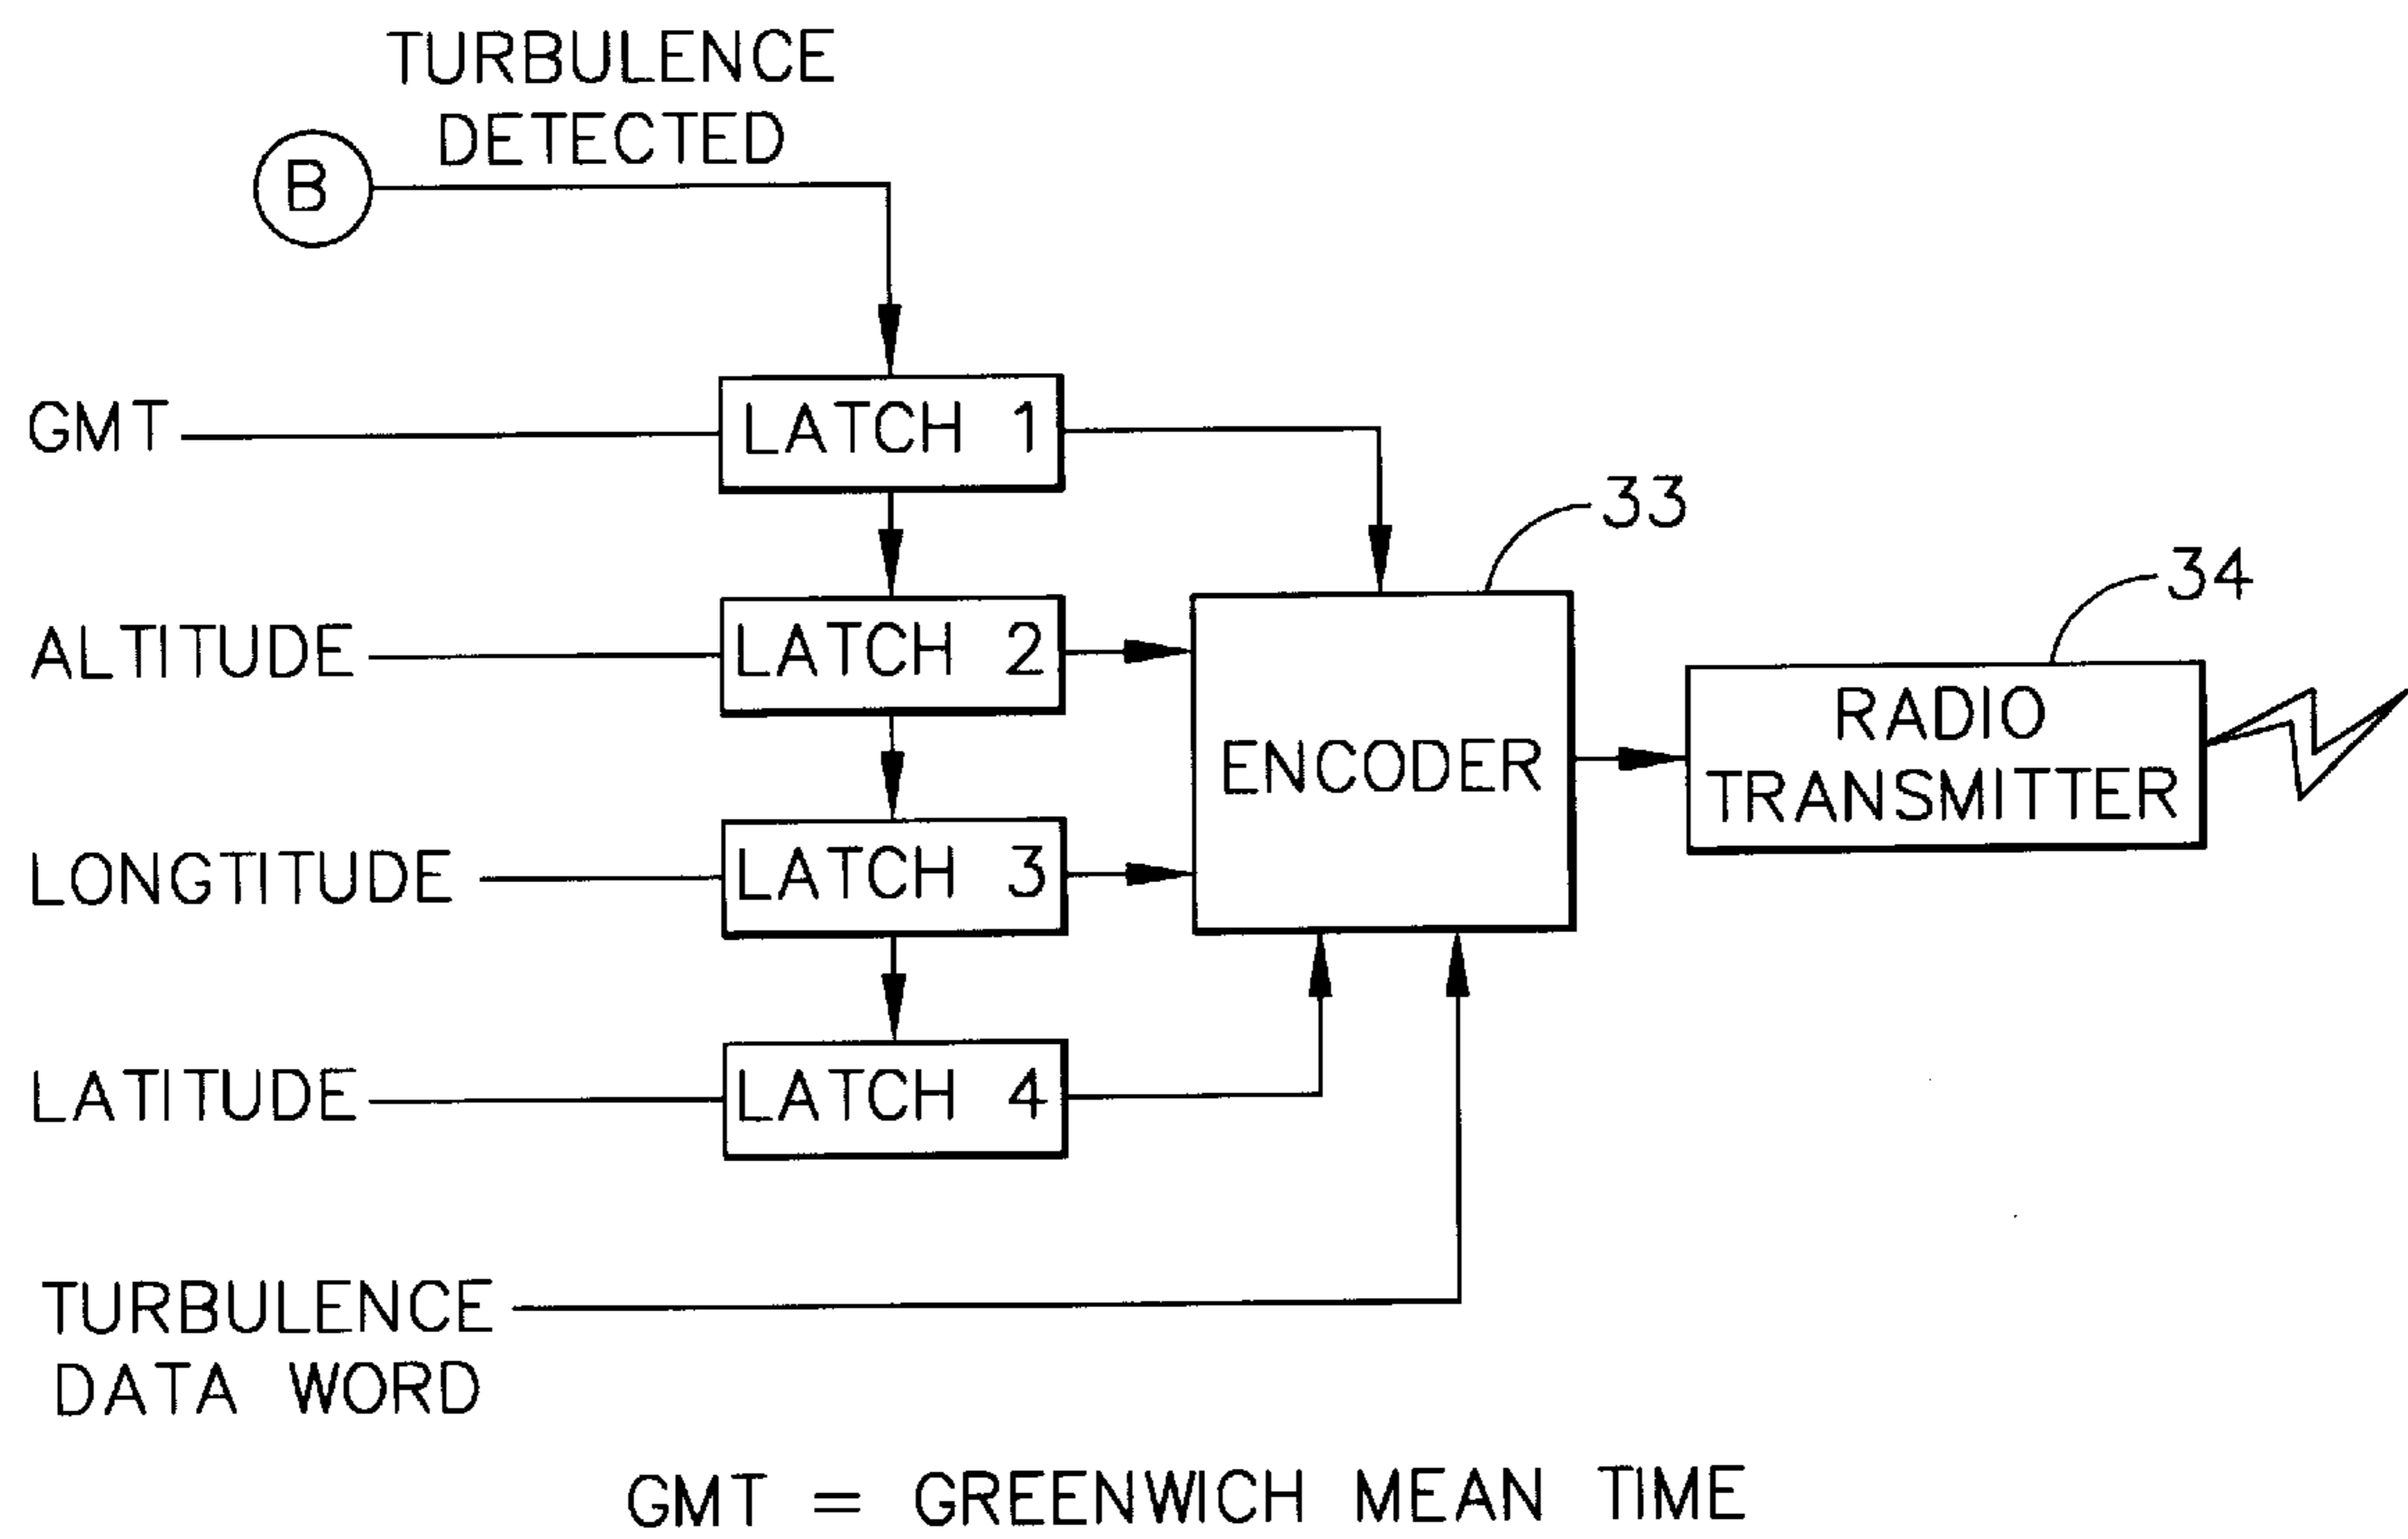 TURBULENCE
DETECTED
B
GMT
LATCH 1
33
34
ALTITUDE
LATCH 2
RADIO
TRANSMITTER
ENCODER
LONGTITUDE
LATCH 3
LATITUDE
LATCH 4
TURBULENCE
DATA WORD
GMT = GREENWICH MEAN TIME